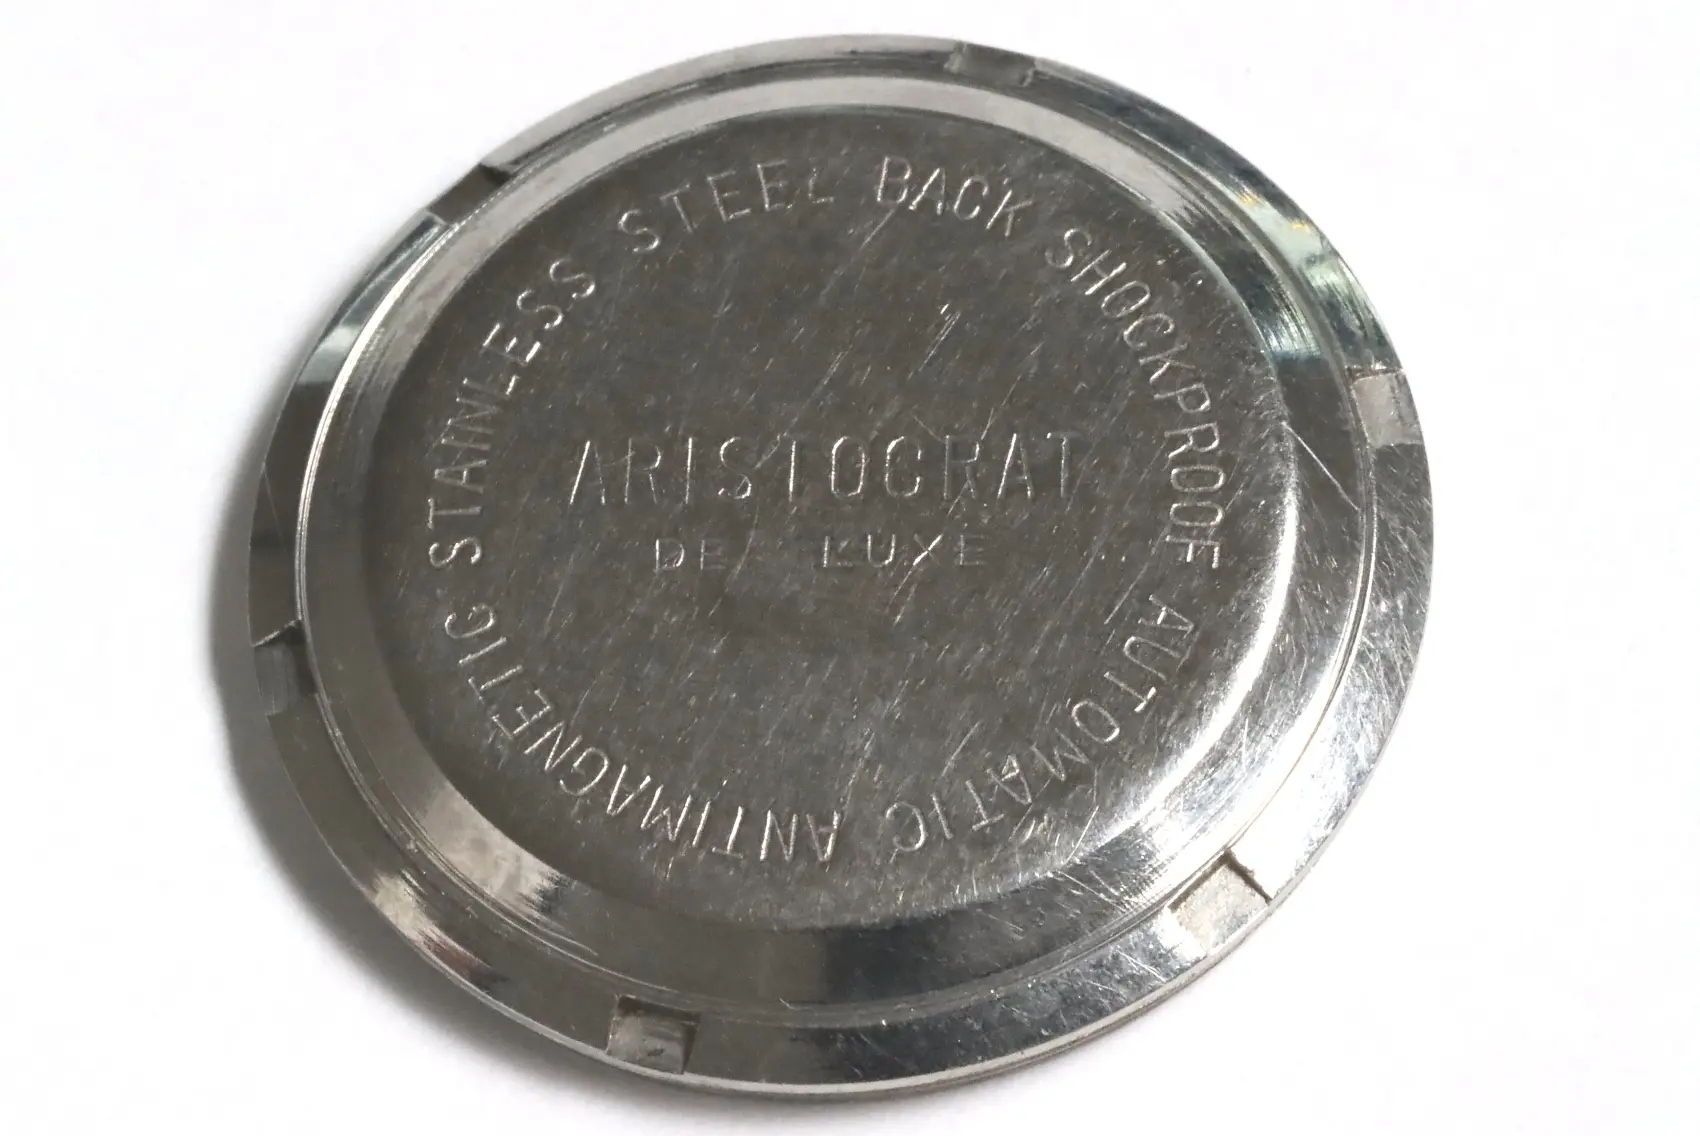 STAINLESS STEEL BACK SHOCKPROOF AUTOMATIC ANTIMAGNETIC
ARISTOCRAT
DE LUXE